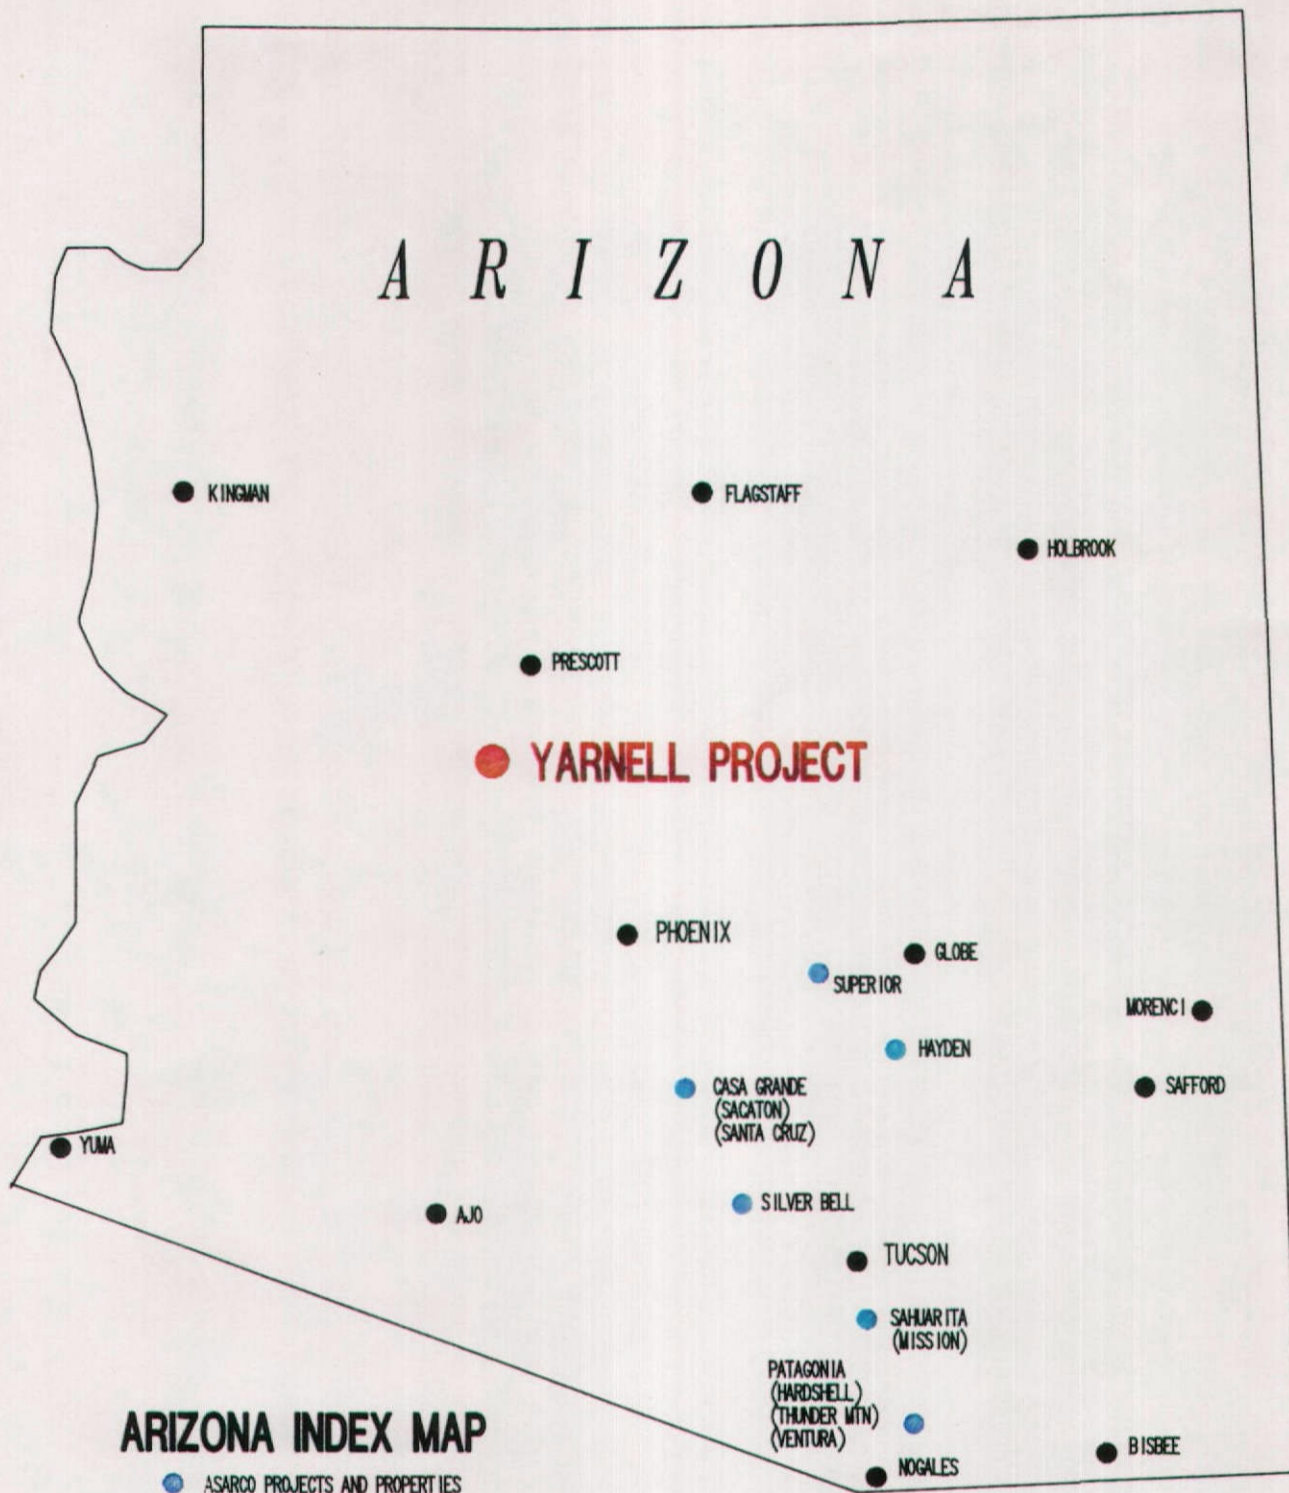 A R I Z O N A
KINGMAN
FLAGSTAFF
HOLBROOK
PRESCOTT
YARNELL PROJECT
PHOENIX
GLOBE
SUPERIOR
MORENCI
HAYDEN
CASA GRANDE
(SACATON)
(SANTA CRUZ)
SAFFORD
YUMA
SILVER BELL
AJO
TUCSON
SAHUARITA
(MISSION)
PATAGONIA
(HARDSHELL)
(THUNDER MTN)
(VENTURA)
BISBEE
NOGALES
ARIZONA INDEX MAP
ASARCO PROJECTS AND PROPERTIES